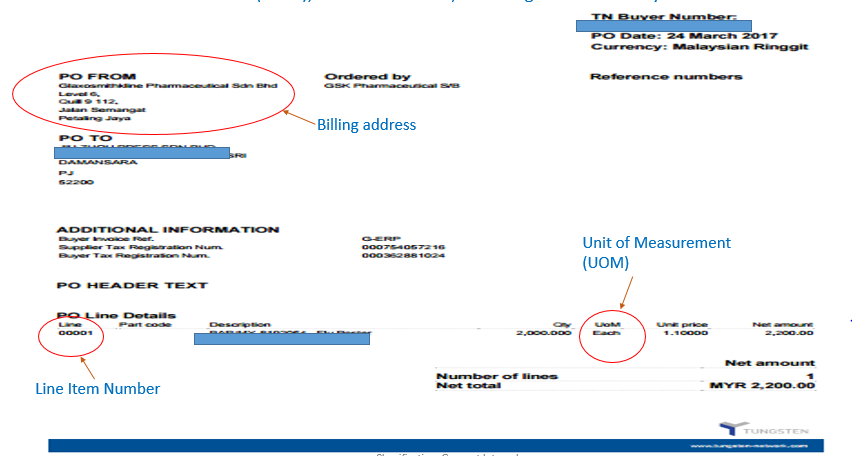 TN Buyer Number:
PO Date: 24 March 2017
Currency: Malaysian Ringgit
PO FROM
Glaxosmithkline Pharmaceutical Sdn Bhd
Level 6,
Quill 9 112,
Jalan Semangat
Petaling Jaya
Ordered by
GSK Pharmaceutical S/B
Reference numbers
Billing address
PO TO
SRI
DAMANSARA
PJ
52200
ADDITIONAL INFORMATION
Buyer Invoice Ref. G-ERP
Supplier Tax Registration Num. 000754057216
Buyer Tax Registration Num. 000362881024
Unit of Measurement
(UOM)
PO HEADER TEXT
PO Line Details
Line Part code Description Qty UoM Unit price Net amount
00001 2,000.000 Each 1.10000 2,200.00
Line Item Number
Net amount
Number of lines 1
Net total MYR 2,200.00
TUNGSTEN
www.tungsten-network.com